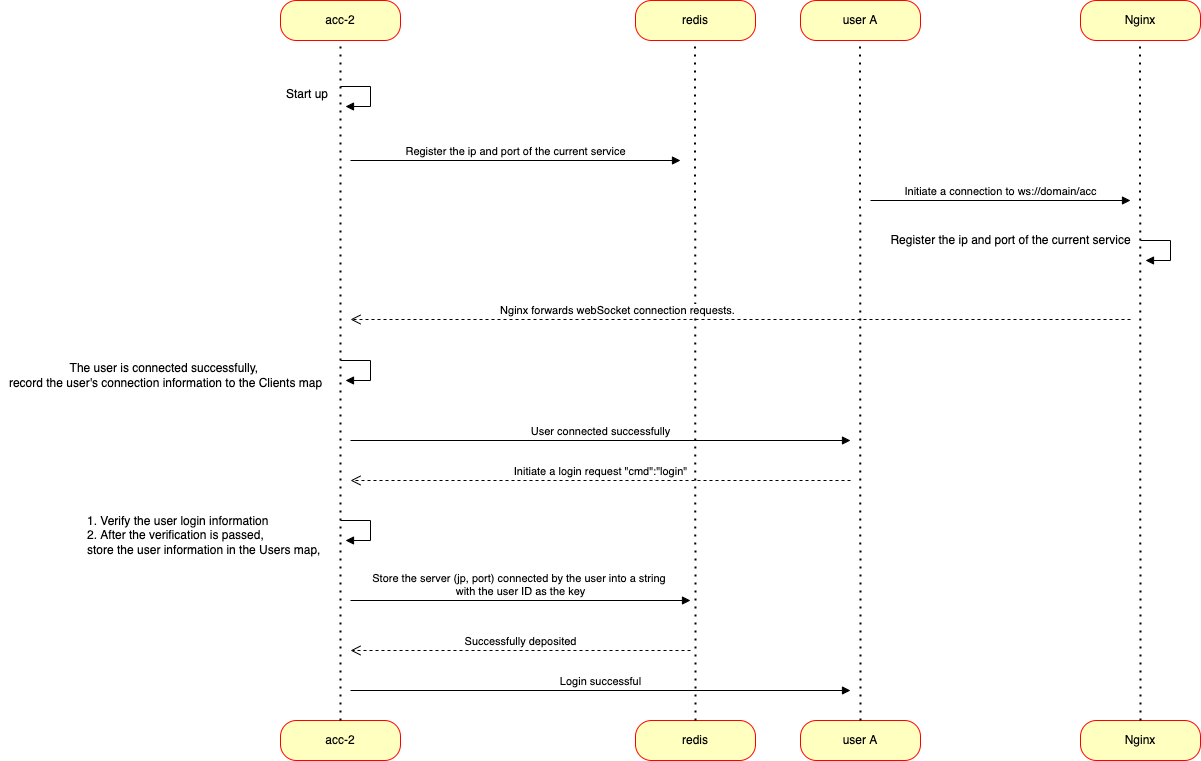 acc-2
redis
user A
Nginx
Start up
Register the ip and port of the current service
Initiate a connection to ws://domain/acc
Register the ip and port of the current service
Nginx forwards webSocket connection requests.
The user is connected successfully,
record the user's connection information to the Clients map
User connected successfully
Initiate a login request "cmd":"login"
1. Verify the user login information
2. After the verification is passed,
store the user information in the Users map,
Store the server (jp, port) connected by the user into a string
with the user ID as the key
Successfully deposited
Login successful
acc-2
redis
user A
Nginx